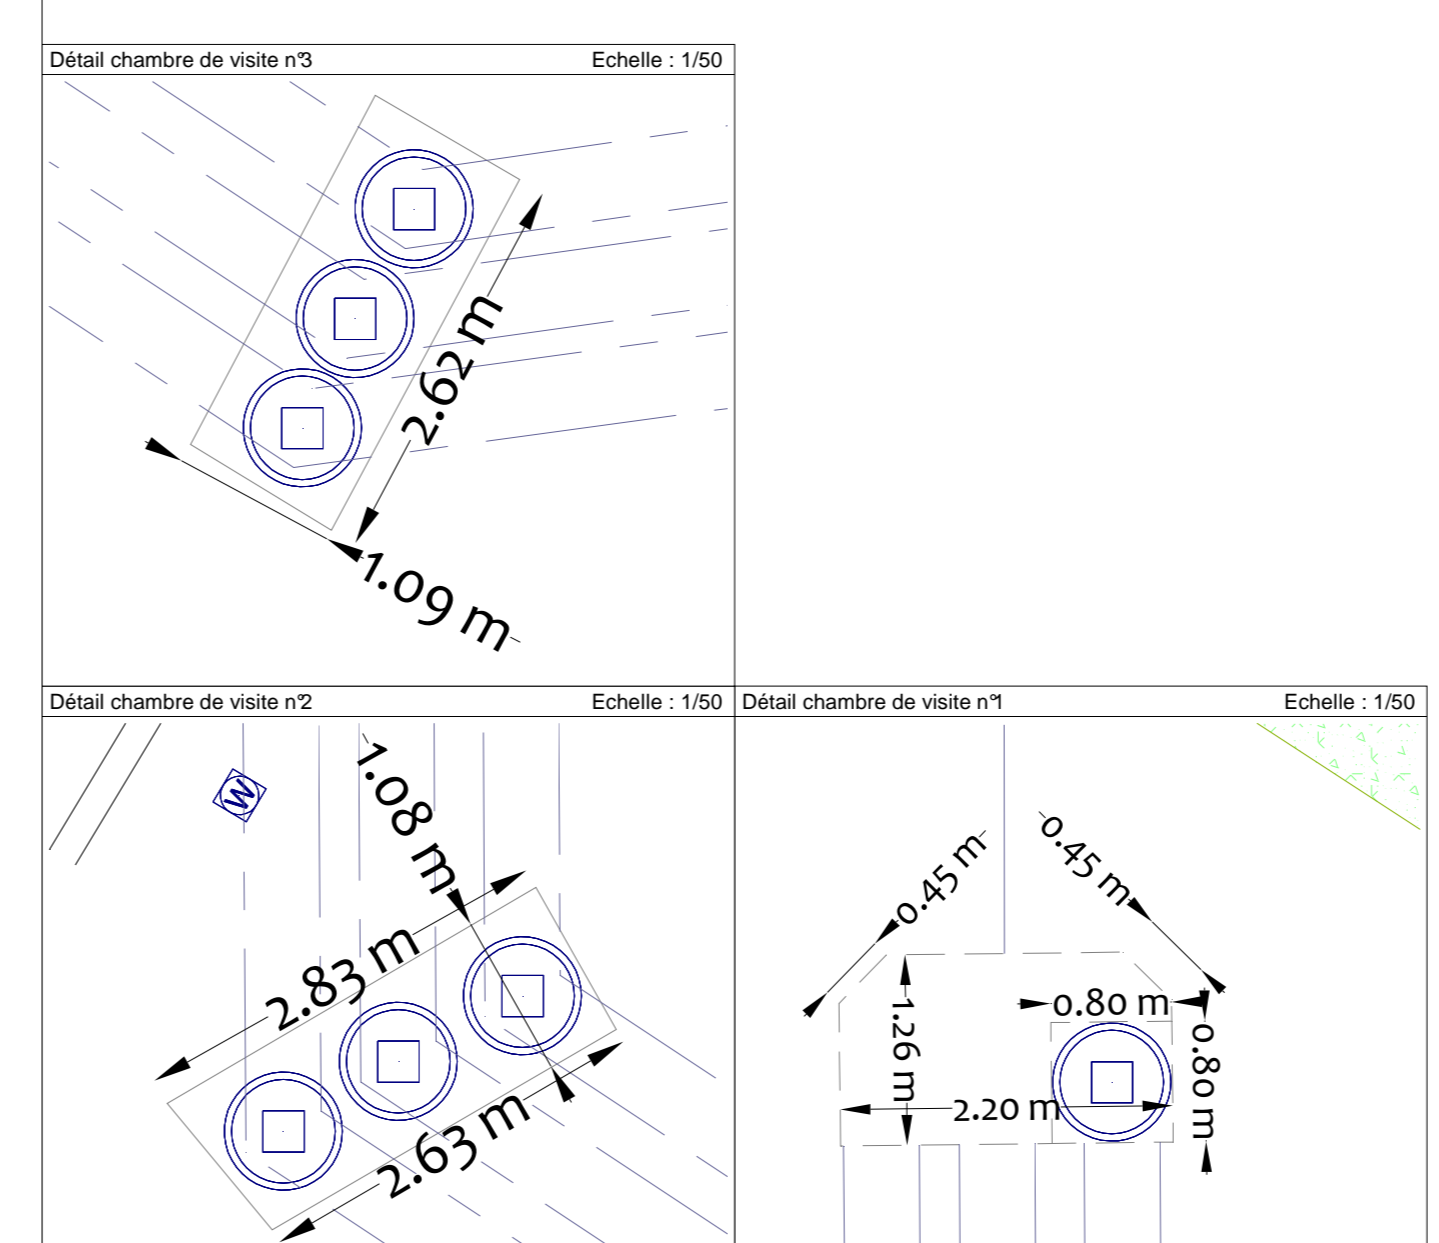 Détail chambre de visite n°3 Echelle : 1/50
2.62 m
1.09 m
Détail chambre de visite n°2 Echelle : 1/50
W
1.08 m
2.83 m
2.63 m
Détail chambre de visite n°1 Echelle : 1/50
0.45 m
0.45 m
0.80 m
1.26 m
0.80 m
2.20 m